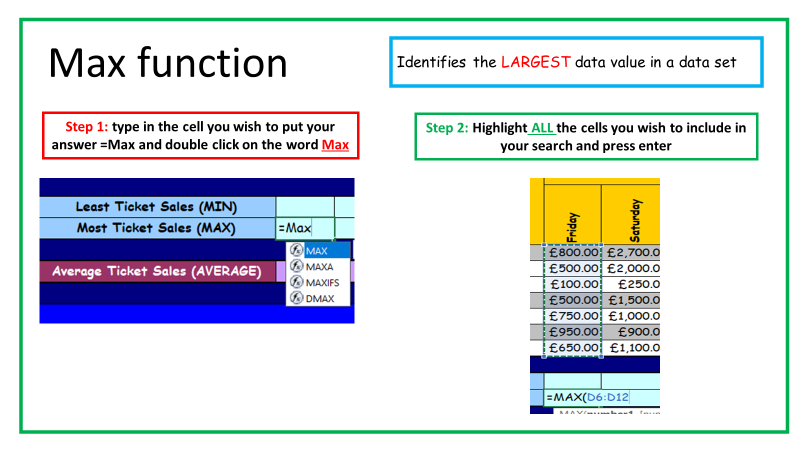 Max function
Identifies the LARGEST data value in a data set
Step 1: type in the cell you wish to put your
answer =Max and double click on the word Max
Step 2: Highlight ALL the cells you wish to include in
your search and press enter
Least Ticket Sales (MIN)
Most Ticket Sales (MAX) =Max
MAX
MAXA
Average Ticket Sales (AVERAGE)
MAXIFS
DMAX
Friday Saturday
£800.00 £2,700.0
£500.00 £2,000.0
£100.00 £250.0
£500.00 £1,500.0
£750.00 £1,000.0
£950.00 £900.0
£650.00 £1,100.0
=MAX(D6:D12